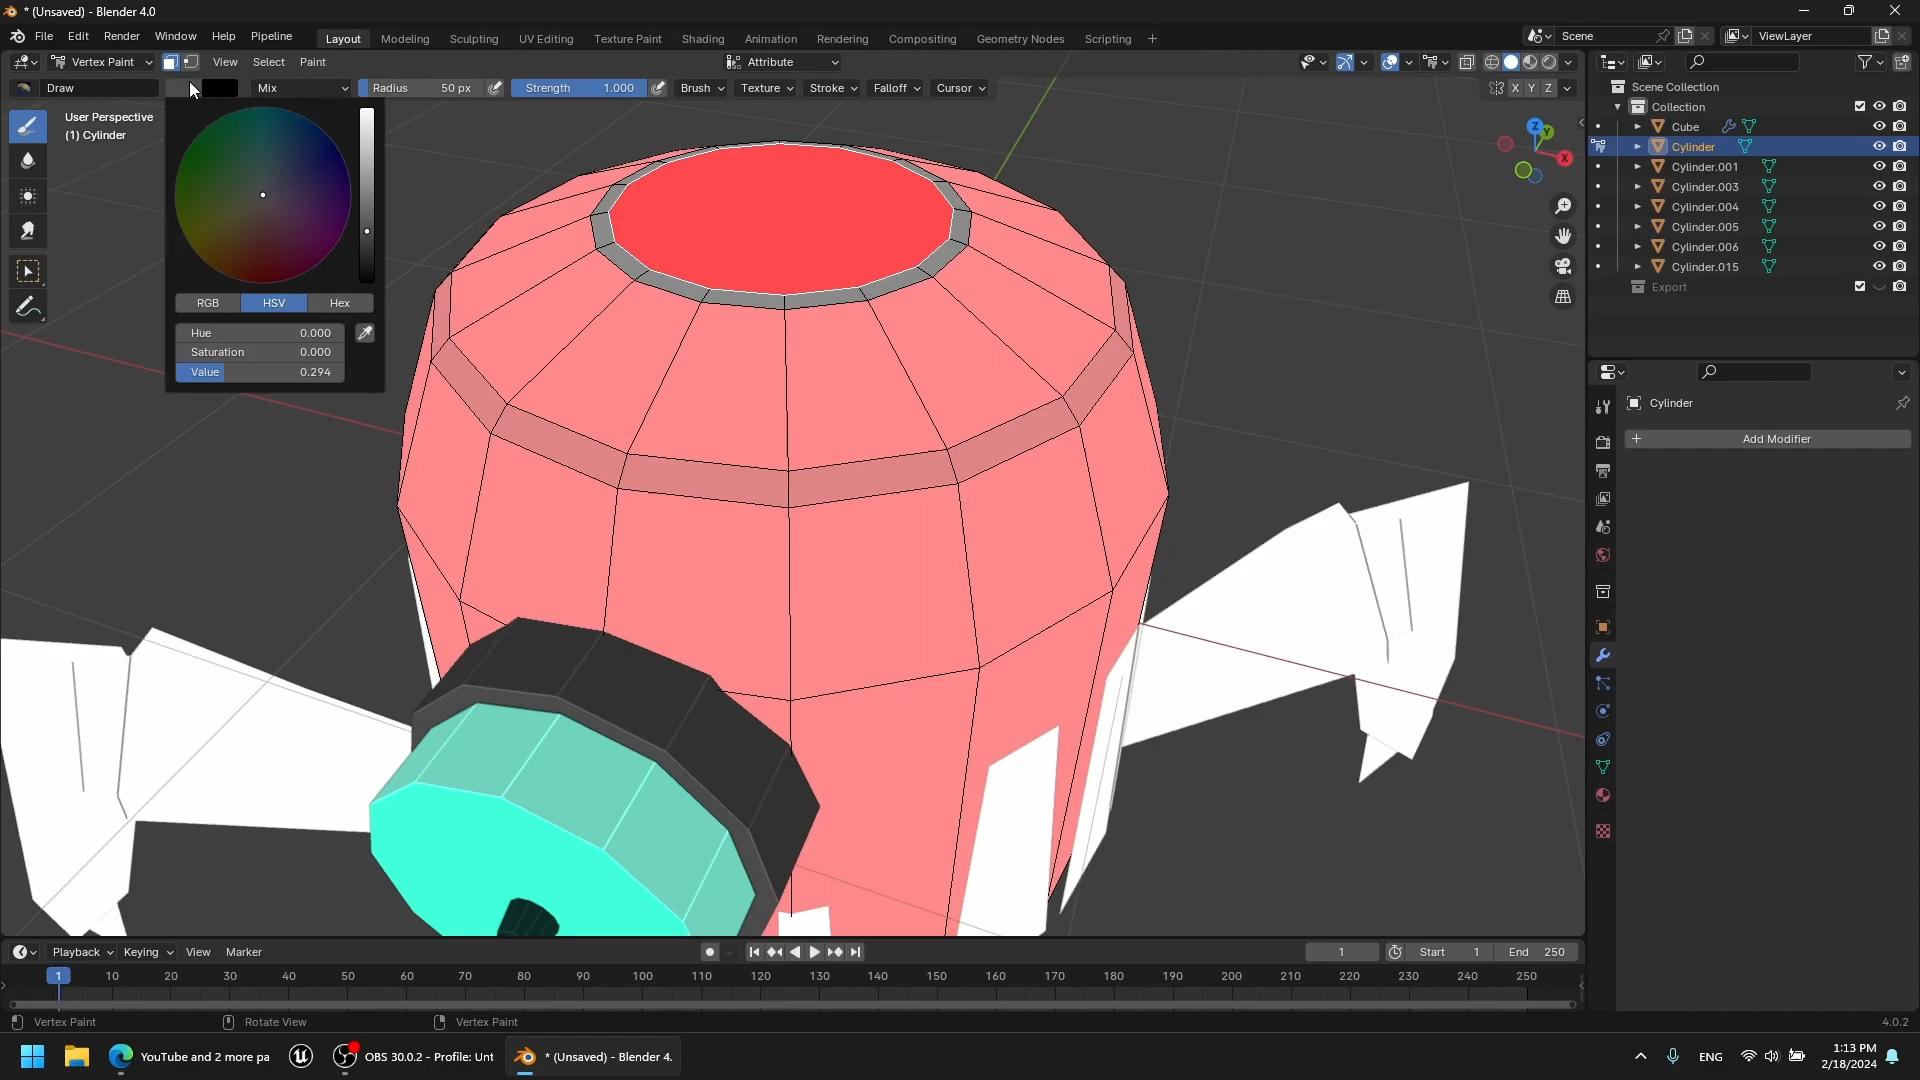 * (Unsaved) - Blender 4.0
File Edit Render Window Help Pipeline
Layout Modeling Sculpting UV Editing Texture Paint Shading Animation Rendering Compositing Geometry Nodes Scripting +
Scene ViewLayer
Vertex Paint View Select Paint
Attribute
Draw Mix Radius 50 px Strength 1.000 Brush Texture Stroke Falloff Cursor
X Y Z
User Perspective
(1) Cylinder
RGB HSV Hex
Hue 0.000
Saturation 0.000
Value 0.294
Z Y X
Scene Collection
Collection
Cube
Cylinder
Cylinder.001
Cylinder.003
Cylinder.004
Cylinder.005
Cylinder.006
Cylinder.015
Export
Cylinder
+ Add Modifier
Playback Keying View Marker
1 Start 1 End 250
1 10 20 30 40 50 60 70 80 90 100 110 120 130 140 150 160 170 180 190 200 210 220 230 240 250
Vertex Paint Rotate View Vertex Paint
4.0.2
YouTube and 2 more pa
OBS 30.0.2 - Profile: Unt
* (Unsaved) - Blender 4.
ENG
1:13 PM
2/18/2024